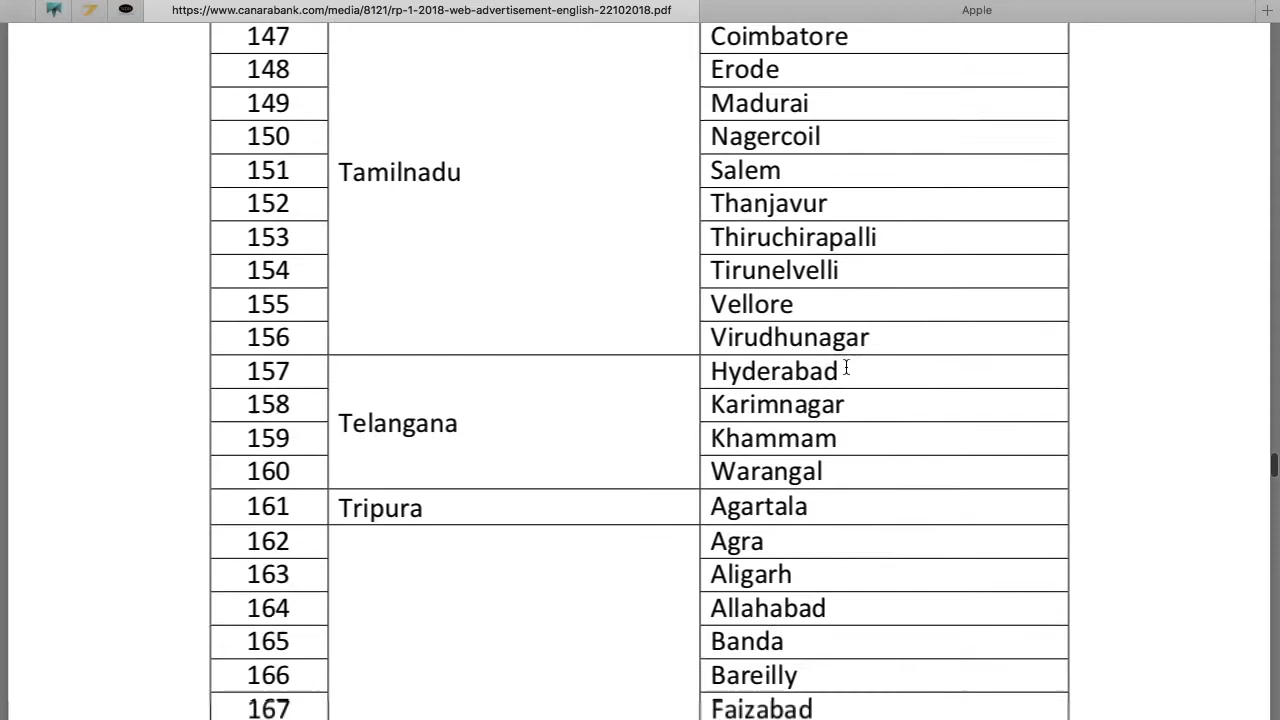 https://www.canarabank.com/media/8121/rp-1-2018-web-advertisement-english-22102018.pdf Apple
147 Coimbatore
148 Erode
149 Madurai
150 Nagercoil
151 Tamilnadu Salem
152 Thanjavur
153 Thiruchirapalli
154 Tirunelvelli
155 Vellore
156 Virudhunagar
157 Hyderabad
158 Karimnagar
159 Telangana Khammam
160 Warangal
161 Tripura Agartala
162 Agra
163 Aligarh
164 Allahabad
165 Banda
166 Bareilly
167 Faizabad